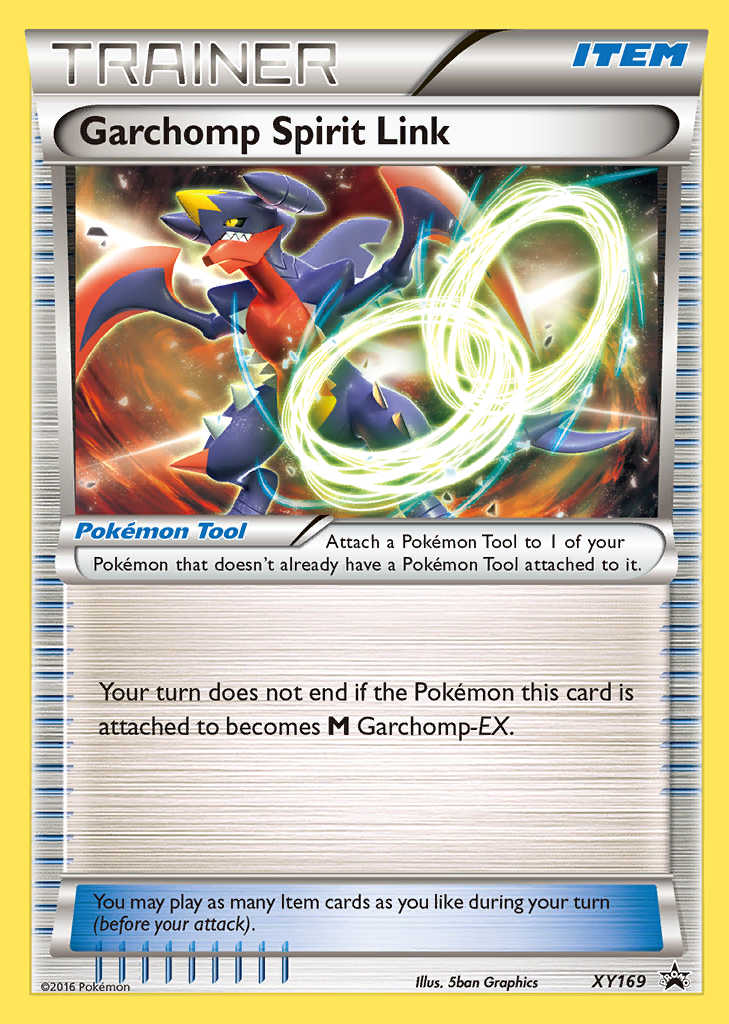 TRAINER
ITEM
Garchomp Spirit Link
Pokémon Tool
Attach a Pokémon Tool to 1 of your
Pokémon that doesn't already have a Pokémon Tool attached to it.
Your turn does not end if the Pokémon this card is
attached to becomes M Garchomp-EX.
You may play as many Item cards as you like during your turn
(before your attack).
©2016 Pokémon
Illus. 5ban Graphics
XY169
PROMO